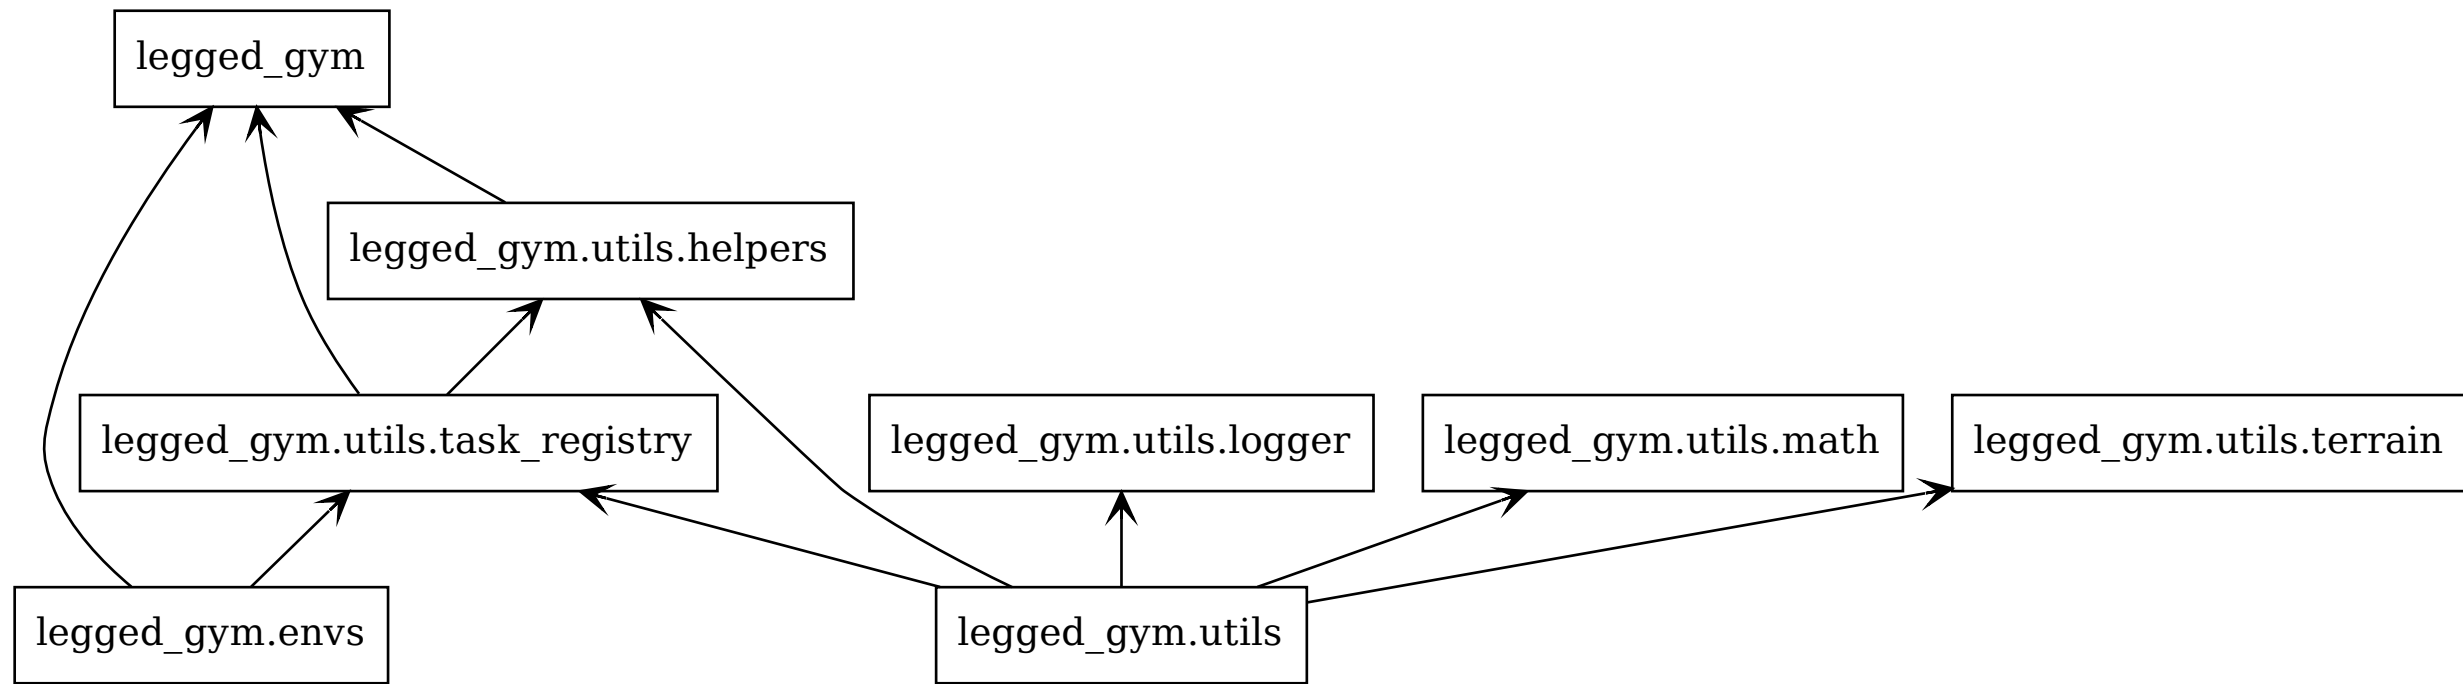 legged_gym
legged_gym.utils.helpers
legged_gym.utils.task_registry
legged_gym.utils.logger
legged_gym.utils.math
legged_gym.utils.terrain
legged_gym.envs
legged_gym.utils